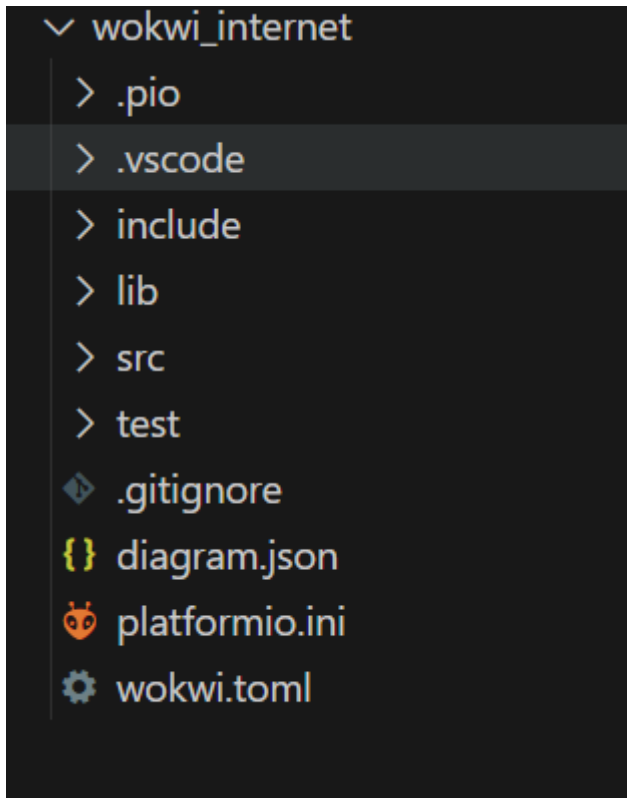 wokwi_internet
.pio
.vscode
include
lib
src
test
.gitignore
diagram.json
platformio.ini
wokwi.toml